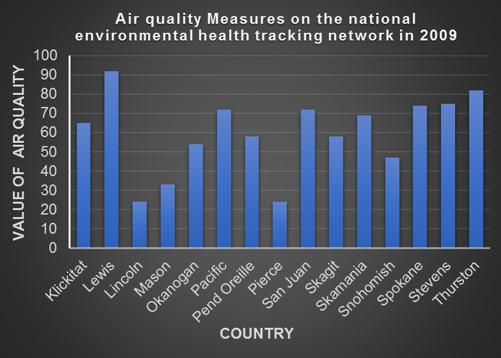 Air quality Measures on the national
environmental health tracking network in 2009
VALUE OF AIR QUALITY
100
90
80
70
60
50
40
30
20
10
0
Klickitat
Lewis
Lincoln
Mason
Okanogan
Pacific
Pend Oreille
Pierce
San Juan
Skagit
Skamania
Snohomish
Spokane
Stevens
Thurston
COUNTRY